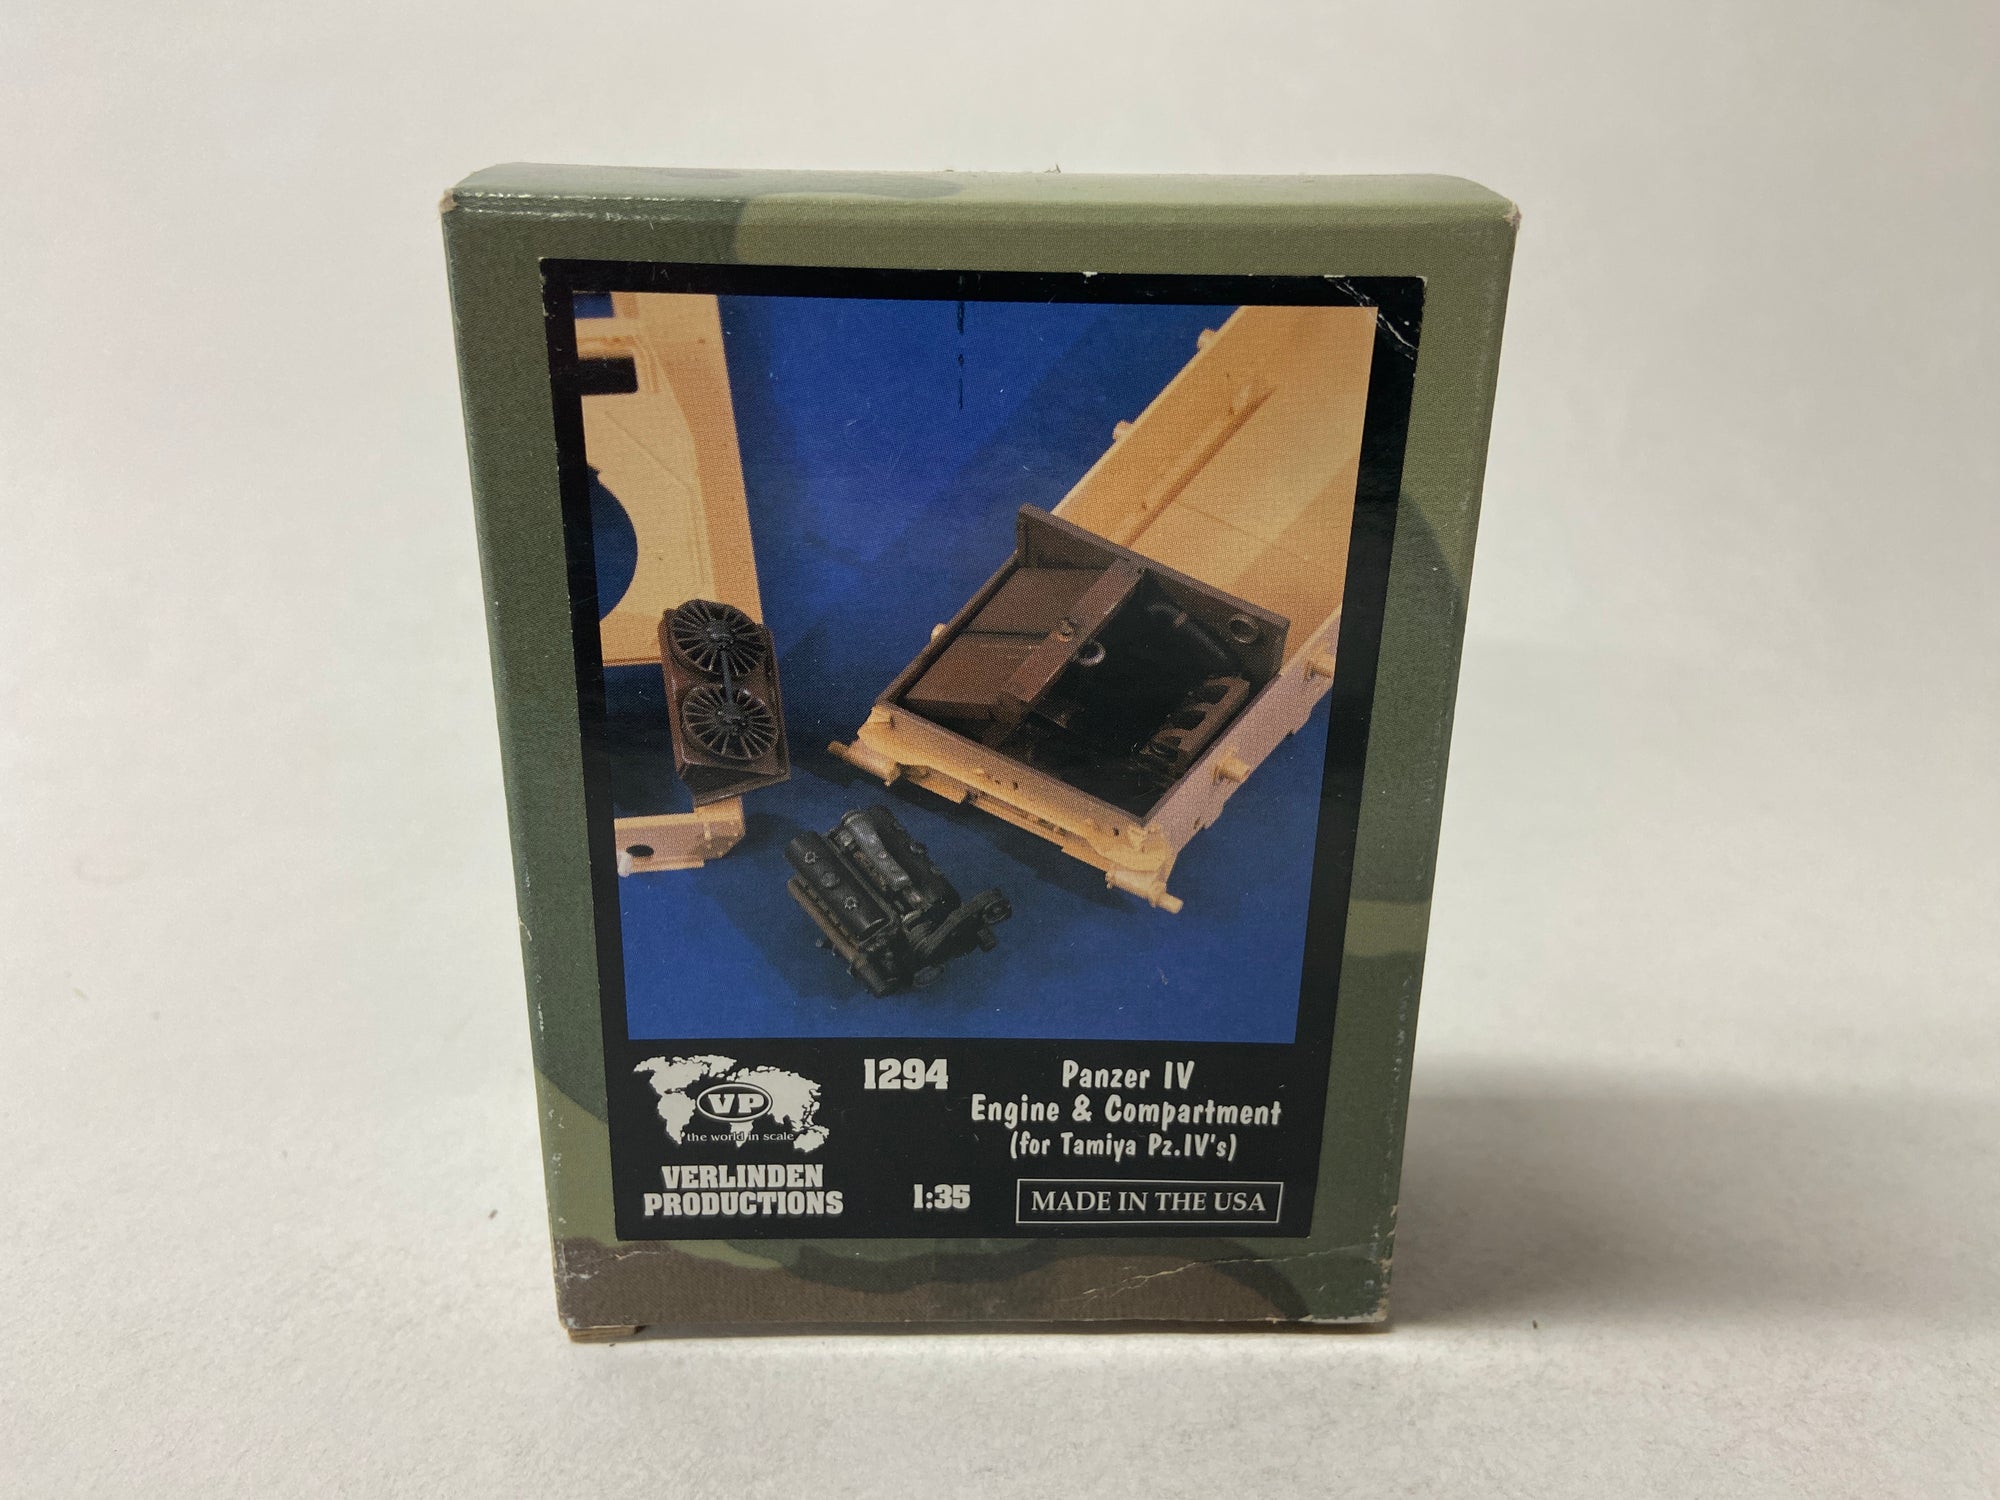 VP
the world in scale
VERLINDEN
PRODUCTIONS
1294
Panzer IV
Engine & Compartment
(for Tamiya Pz.IV's)
1:35
MADE IN THE USA